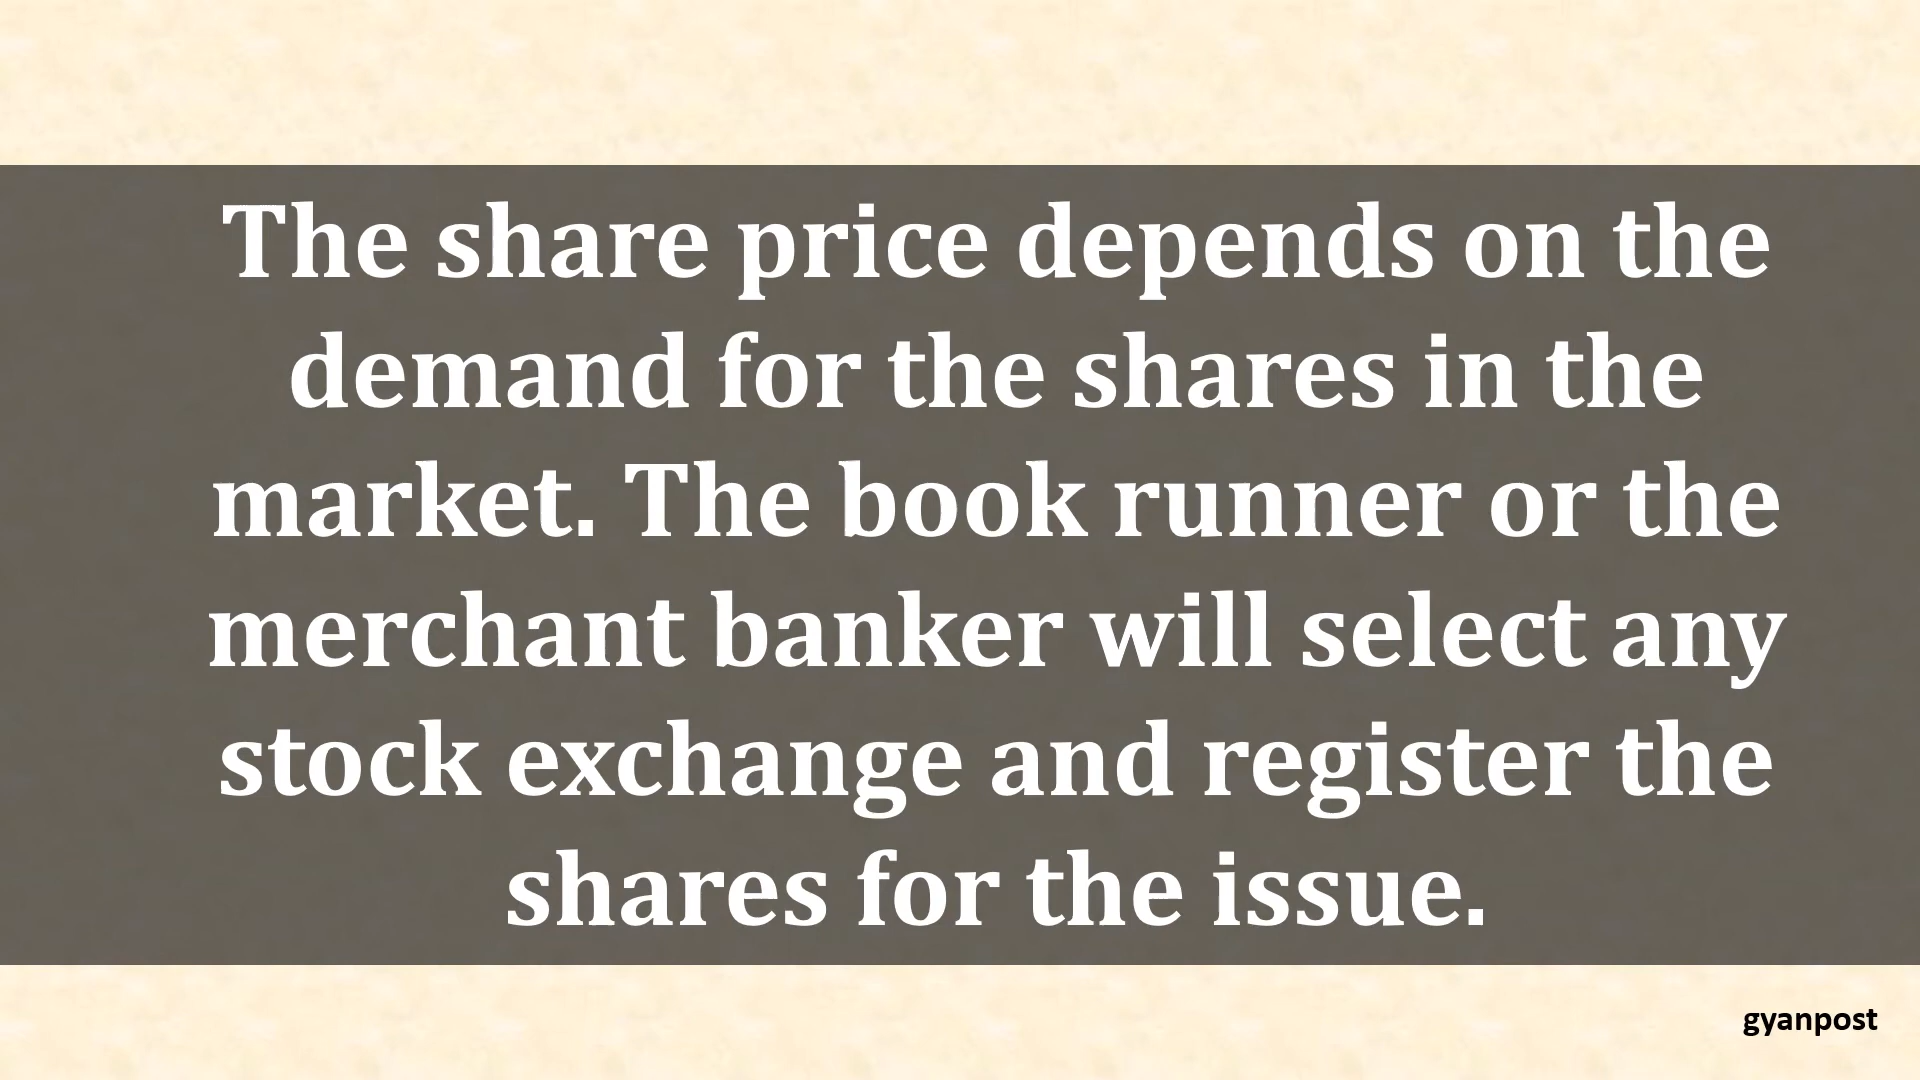 The share price depends on the
demand for the shares in the
market. The book runner or the
merchant banker will select any
stock exchange and register the
shares for the issue.
gyanpost